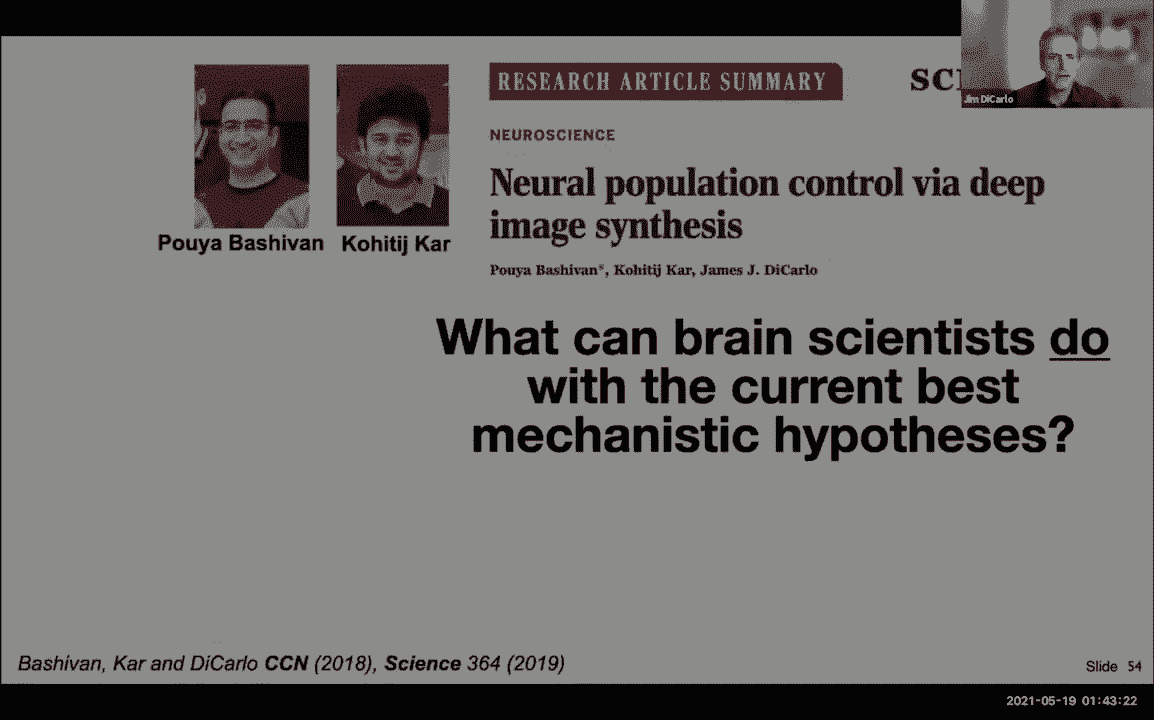 RESEARCH ARTICLE SUMMARY
Jim DiCarlo
NEUROSCIENCE
Neural population control via deep
image synthesis
Pouya Bashivan*, Kohitij Kar, James J. DiCarlo
Pouya Bashivan
Kohitij Kar
What can brain scientists do
with the current best
mechanistic hypotheses?
Bashivan, Kar and DiCarlo CCN (2018), Science 364 (2019)
Slide 54
2021-05-19 01:43:22